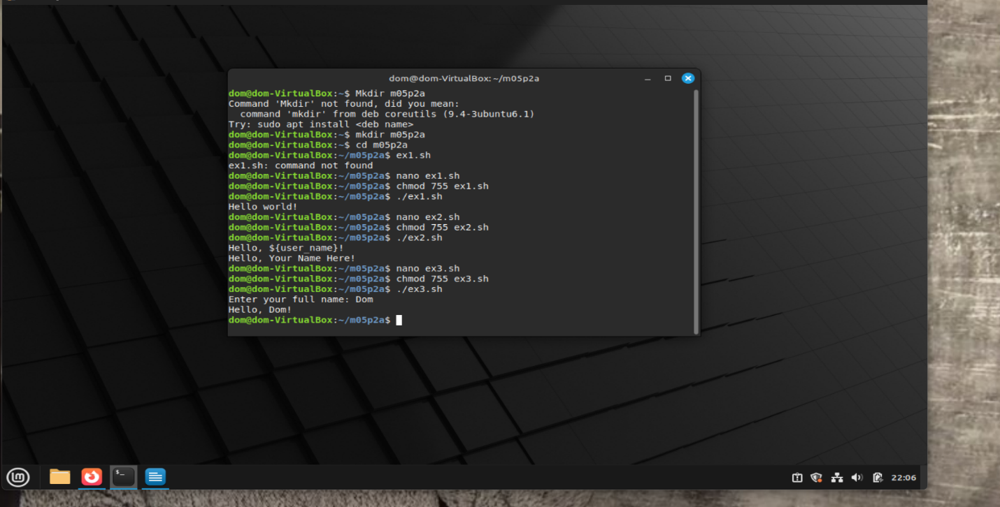 dom@dom-VirtualBox: ~/m05p2a
dom@dom-VirtualBox:~$ Mkdir m05p2a
Command 'Mkdir' not found, did you mean:
  command 'mkdir' from deb coreutils (9.4-3ubuntu6.1)
Try: sudo apt install <deb name>
dom@dom-VirtualBox:~$ mkdir m05p2a
dom@dom-VirtualBox:~$ cd m05p2a
dom@dom-VirtualBox:~/m05p2a$ ex1.sh
ex1.sh: command not found
dom@dom-VirtualBox:~/m05p2a$ nano ex1.sh
dom@dom-VirtualBox:~/m05p2a$ chmod 755 ex1.sh
dom@dom-VirtualBox:~/m05p2a$ ./ex1.sh
Hello world!
dom@dom-VirtualBox:~/m05p2a$ nano ex2.sh
dom@dom-VirtualBox:~/m05p2a$ chmod 755 ex2.sh
dom@dom-VirtualBox:~/m05p2a$ ./ex2.sh
Hello, ${user_name}!
Hello, Your Name Here!
dom@dom-VirtualBox:~/m05p2a$ nano ex3.sh
dom@dom-VirtualBox:~/m05p2a$ chmod 755 ex3.sh
dom@dom-VirtualBox:~/m05p2a$ ./ex3.sh
Enter your full name: Dom
Hello, Dom!
dom@dom-VirtualBox:~/m05p2a$
$_
22:06